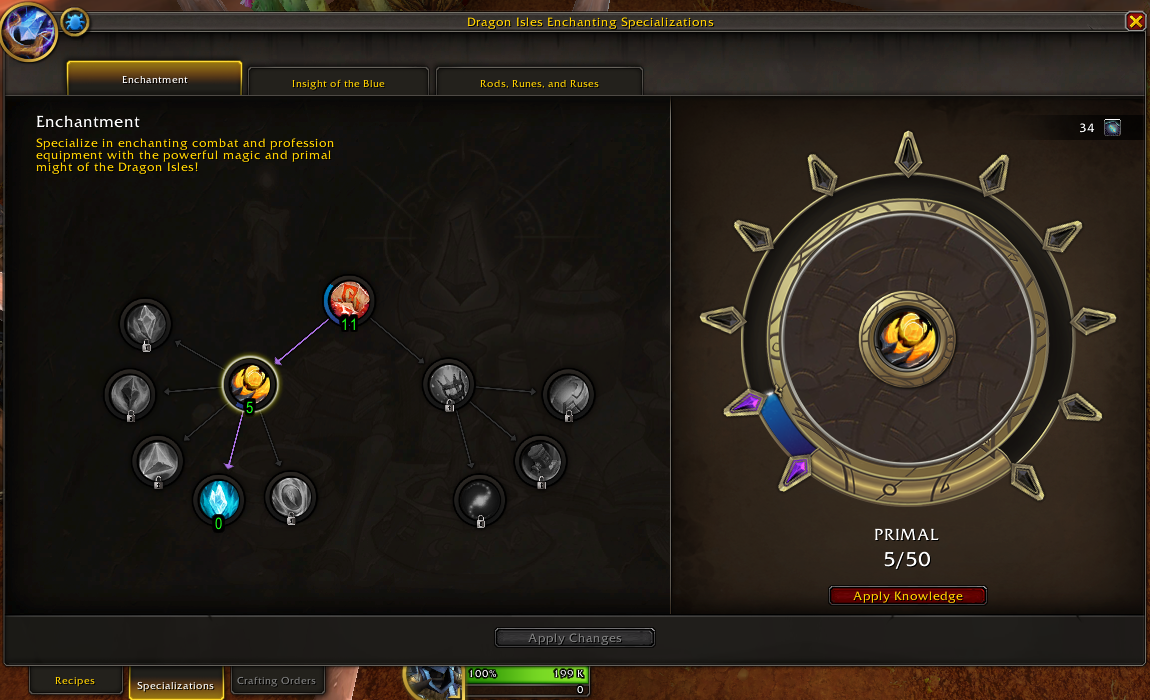 Dragon Isles Enchanting Specializations
Enchantment
Insight of the Blue
Rods, Runes, and Ruses
Enchantment
Specialize in enchanting combat and profession
equipment with the powerful magic and primal
might of the Dragon Isles!
34
11
5
0
PRIMAL
5/50
Apply Knowledge
Apply Changes
Recipes
Specializations
Crafting Orders
100%
199 K
0